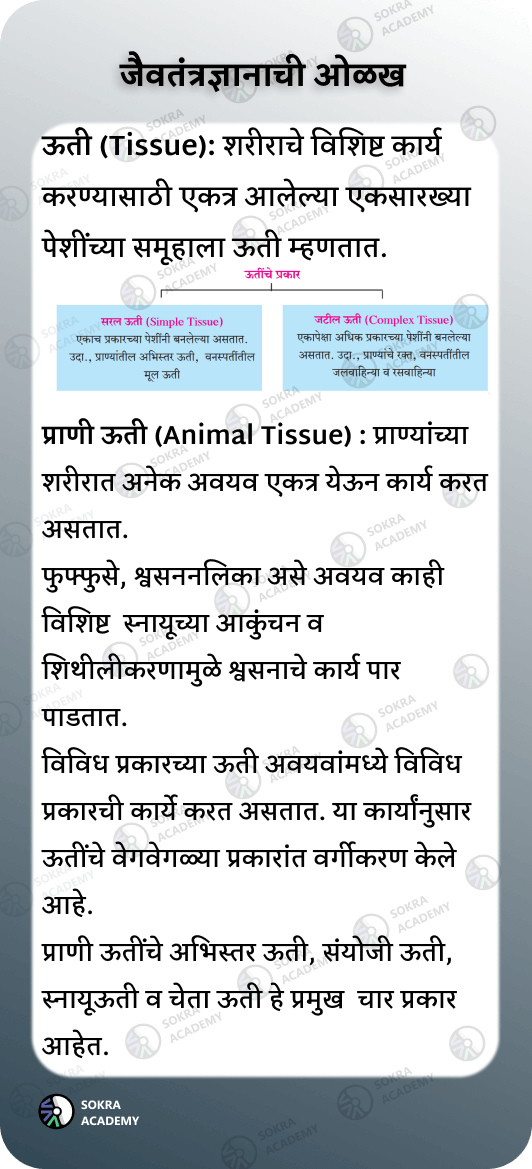 जैवतंत्रज्ञानाची ओळख
ऊती (Tissue): शरीराचे विशिष्ट कार्य
करण्यासाठी एकत्र आलेल्या एकसारख्या
पेशींच्या समूहाला ऊती म्हणतात.
ऊतींचे प्रकार
सरल ऊती (Simple Tissue)
एकाच प्रकारच्या पेशींनी बनलेल्या असतात.
उदा., प्राण्यांतील अभिस्तर ऊती, वनस्पतींतील
मूल ऊती
जटील ऊती (Complex Tissue)
एकापेक्षा अधिक प्रकारच्या पेशींनी बनलेल्या
असतात. उदा., प्राण्यांचे रक्त, वनस्पतींतील
जलवाहिन्या व रसवाहिन्या
प्राणी ऊती (Animal Tissue) : प्राण्यांच्या
शरीरात अनेक अवयव एकत्र येऊन कार्य करत
असतात.
फुफ्फुसे, श्वसननलिका असे अवयव काही
विशिष्ट स्नायूच्या आकुंचन व
शिथीलीकरणामुळे श्वसनाचे कार्य पार
पाडतात.
विविध प्रकारच्या ऊती अवयवांमध्ये विविध
प्रकारची कार्ये करत असतात. या कार्यांनुसार
ऊतींचे वेगवेगळ्या प्रकारांत वर्गीकरण केले
आहे.
प्राणी ऊतींचे अभिस्तर ऊती, संयोजी ऊती,
स्नायूऊती व चेता ऊती हे प्रमुख चार प्रकार
आहेत.
SOKRA
ACADEMY